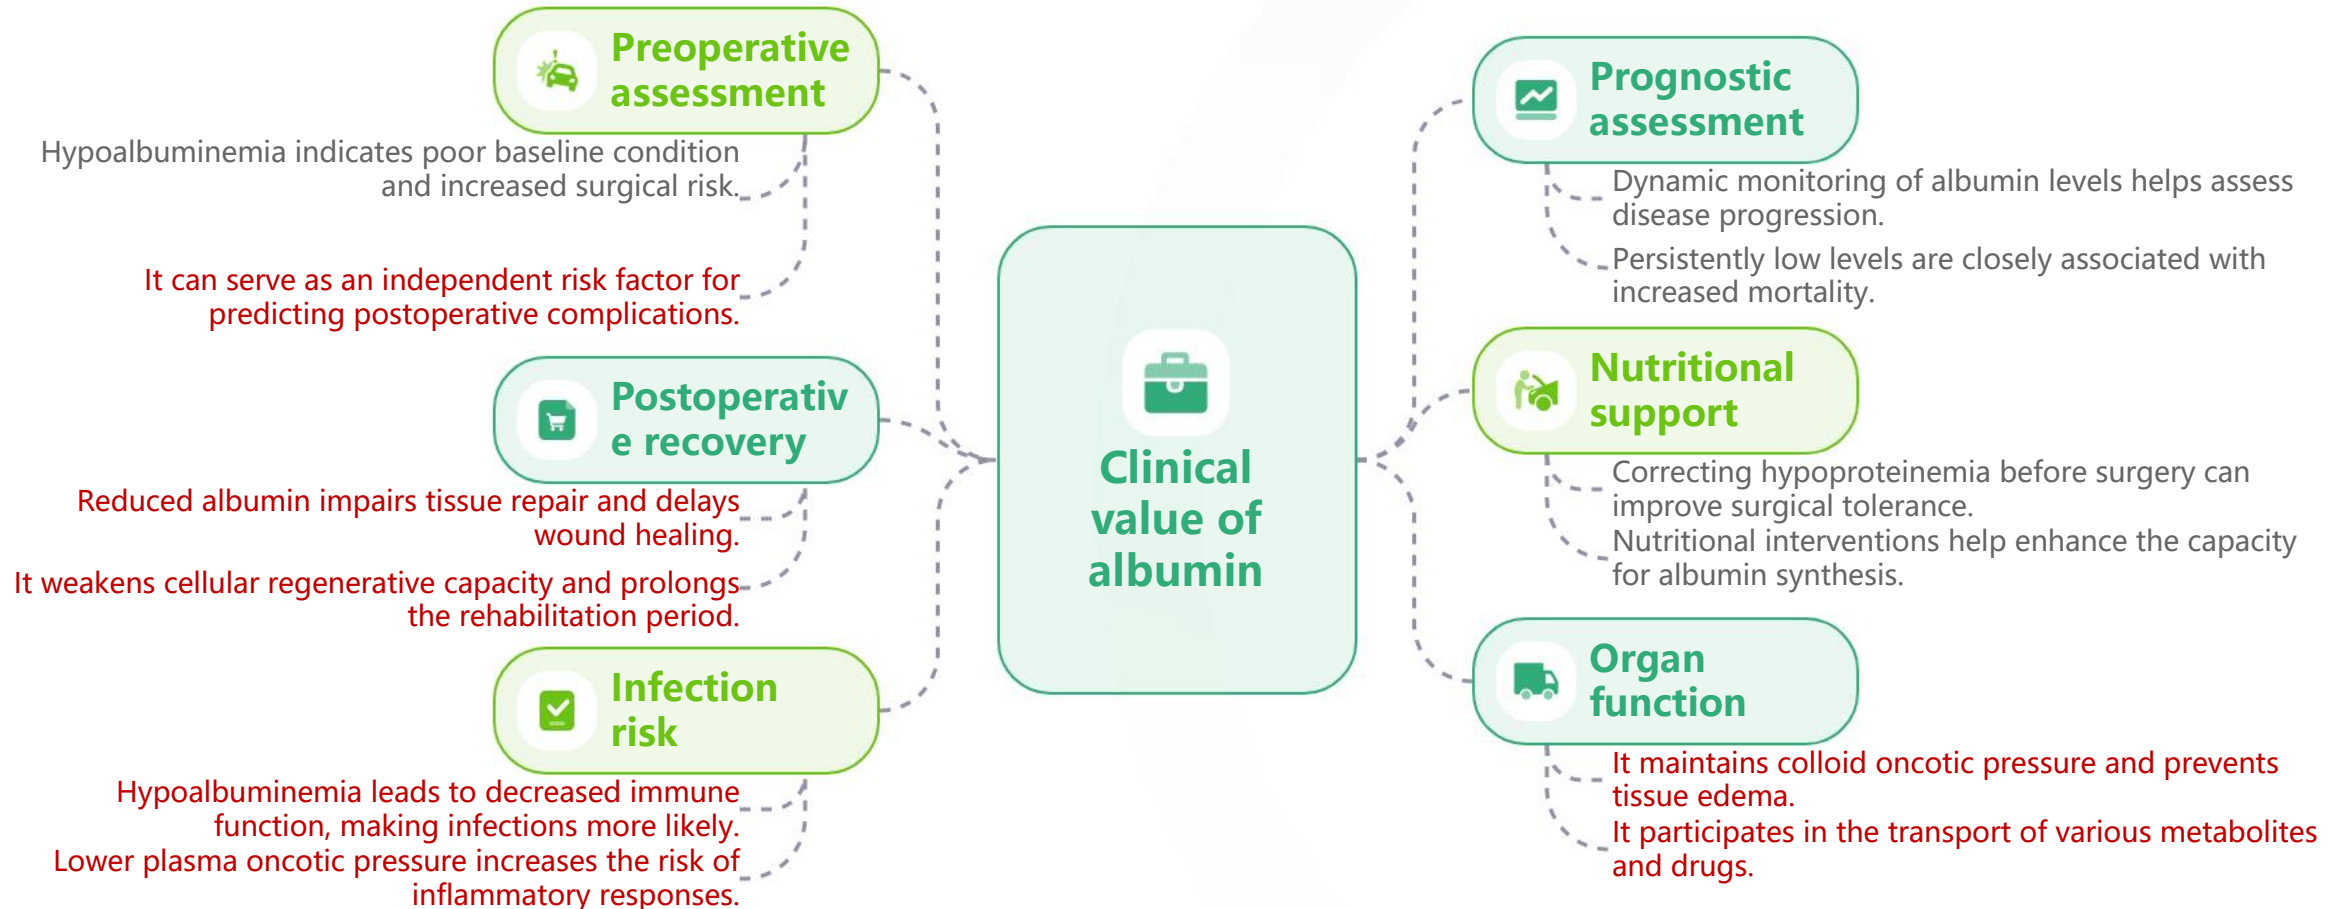 Preoperative
assessment
Hypoalbuminemia indicates poor baseline condition
and increased surgical risk.
It can serve as an independent risk factor for
predicting postoperative complications.
Postoperativ
e recovery
Reduced albumin impairs tissue repair and delays
wound healing.
It weakens cellular regenerative capacity and prolongs
the rehabilitation period.
Infection
risk
Hypoalbuminemia leads to decreased immune
function, making infections more likely.
Lower plasma oncotic pressure increases the risk of
inflammatory responses.
Clinical
value of
albumin
Prognostic
assessment
Dynamic monitoring of albumin levels helps assess
disease progression.
Persistently low levels are closely associated with
increased mortality.
Nutritional
support
Correcting hypoproteinemia before surgery can
improve surgical tolerance.
Nutritional interventions help enhance the capacity
for albumin synthesis.
Organ
function
It maintains colloid oncotic pressure and prevents
tissue edema.
It participates in the transport of various metabolites
and drugs.